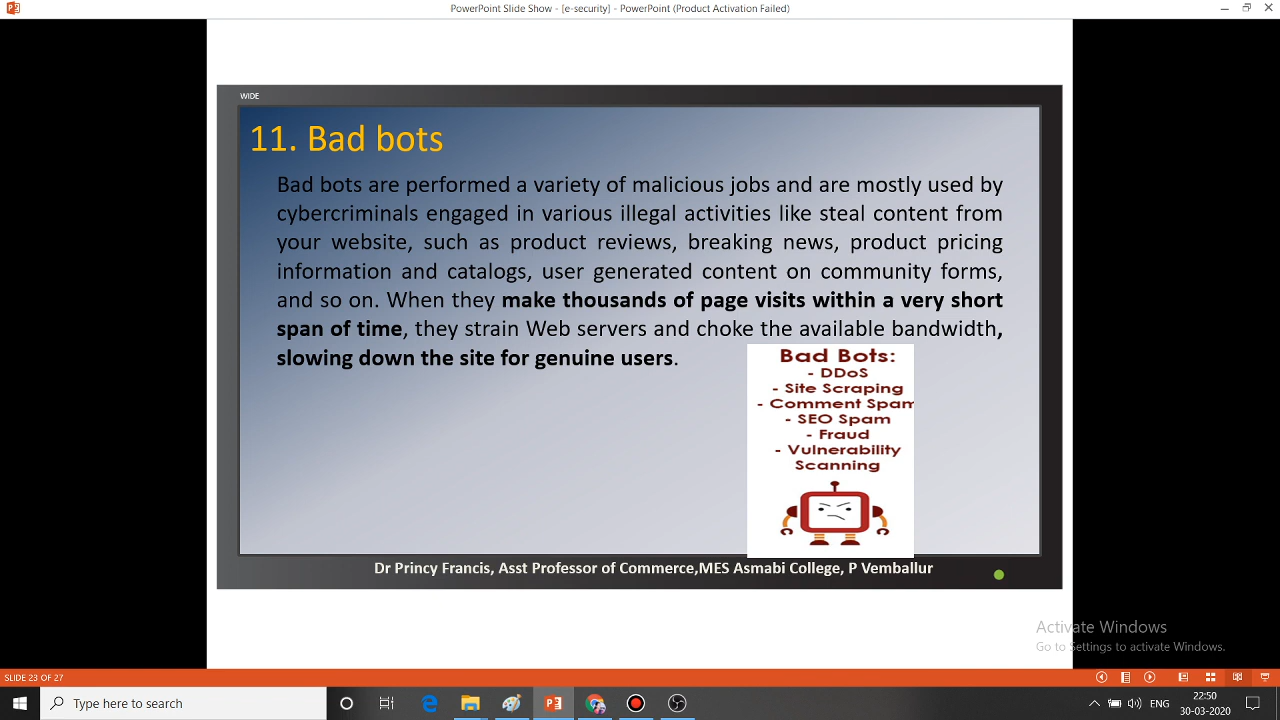 PowerPoint Slide Show - [e-security] - PowerPoint (Product Activation Failed)
WIDE
11. Bad bots
Bad bots are performed a variety of malicious jobs and are mostly used by
cybercriminals engaged in various illegal activities like steal content from
your website, such as product reviews, breaking news, product pricing
information and catalogs, user generated content on community forms,
and so on. When they make thousands of page visits within a very short
span of time, they strain Web servers and choke the available bandwidth,
slowing down the site for genuine users.
Bad Bots:
- DDoS
- Site Scraping
- Comment Spam
- SEO Spam
- Fraud
- Vulnerability
Scanning
Dr Princy Francis, Asst Professor of Commerce,MES Asmabi College, P Vemballur
Activate Windows
Go to Settings to activate Windows.
SLIDE 23 OF 27
Type here to search
ENG
22:50
30-03-2020